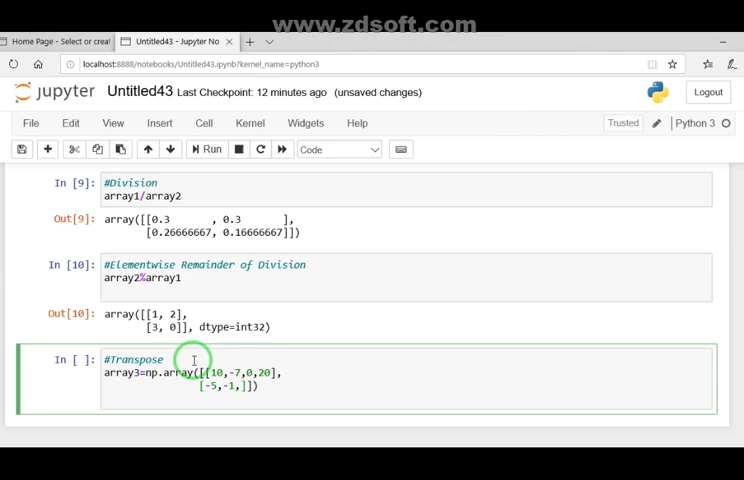 www.zdsoft.com
Home Page - Select or creat
Untitled43 - Jupyter No
localhost:8888/notebooks/Untitled43.ipynb?kernel_name=python3
jupyter Untitled43 Last Checkpoint: 12 minutes ago (unsaved changes)
Logout
File Edit View Insert Cell Kernel Widgets Help
Trusted
Python 3
Run
Code
In [9]: #Division
array1/array2
Out[9]: array([[0.3       , 0.3       ],
[0.26666667, 0.16666667]])
In [10]: #Elementwise Remainder of Division
array2%array1
Out[10]: array([[1, 2],
[3, 0]], dtype=int32)
In [ ]: #Transpose
array3=np.array([[10,-7,0,20],
[-5,-1,]])